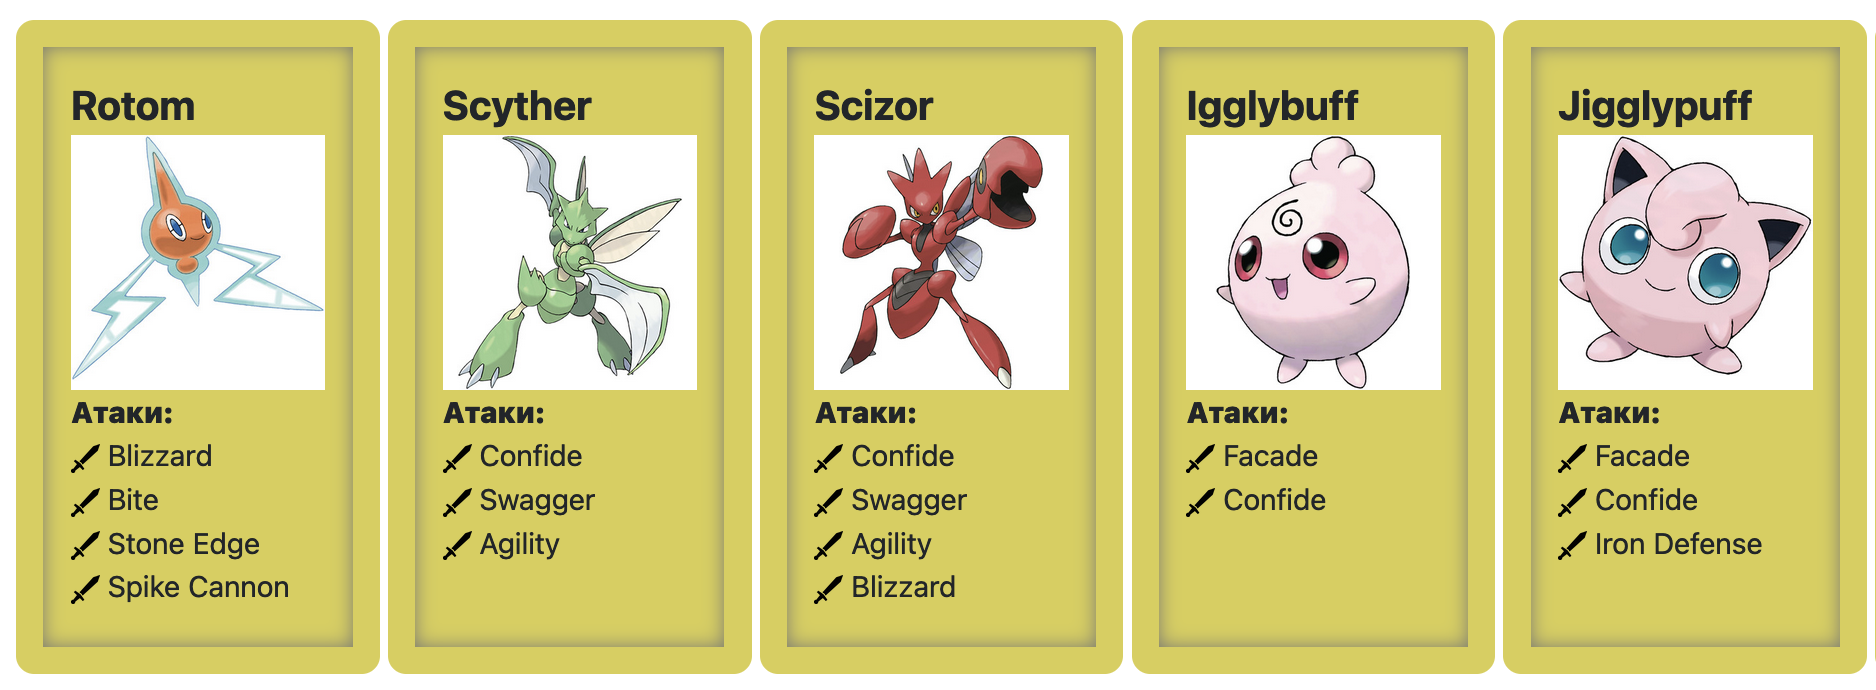 Rotom
Атаки:
Blizzard
Bite
Stone Edge
Spike Cannon
Scyther
Атаки:
Confide
Swagger
Agility
Scizor
Атаки:
Confide
Swagger
Agility
Blizzard
Igglybuff
Атаки:
Facade
Confide
Jigglypuff
Атаки:
Facade
Confide
Iron Defense